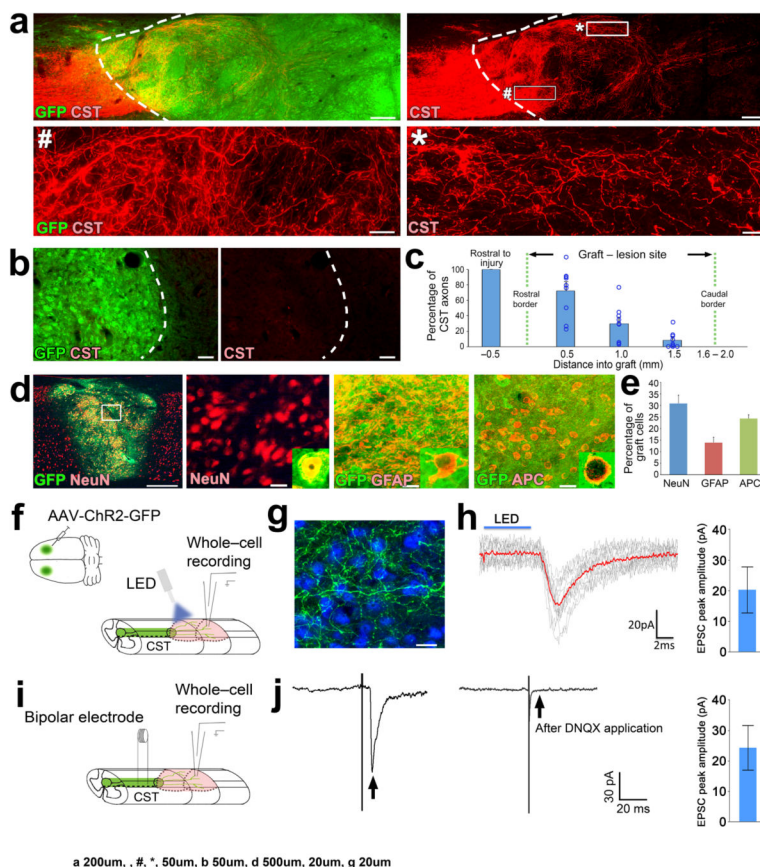 a
GFP CST
*
#
CST
#
GFP CST
*
CST
b
GFP CST
CST
c
Percentage of
CST axons
100
80
60
40
20
0
Rostral to
injury
Graft – lesion site
Rostral
border
Caudal
border
–0.5
0.5
1.0
1.5
1.6 – 2.0
Distance into graft (mm)
d
GFP NeuN
NeuN
GFP GFAP
GFP APC
e
Percentage of
graft cells
40
35
30
25
20
15
10
5
0
NeuN
GFAP
APC
f
AAV-ChR2-GFP
LED
Whole–cell
recording
CST
g
h
LED
20pA
2ms
EPSC peak amplitude (pA)
40
30
20
10
0
i
Bipolar electrode
Whole–cell
recording
CST
j
After DNQX application
30 pA
20 ms
EPSC peak amplitude (pA)
40
30
20
10
0
a 200um, , #, *, 50um, b 50um, d 500um, 20um, g 20um